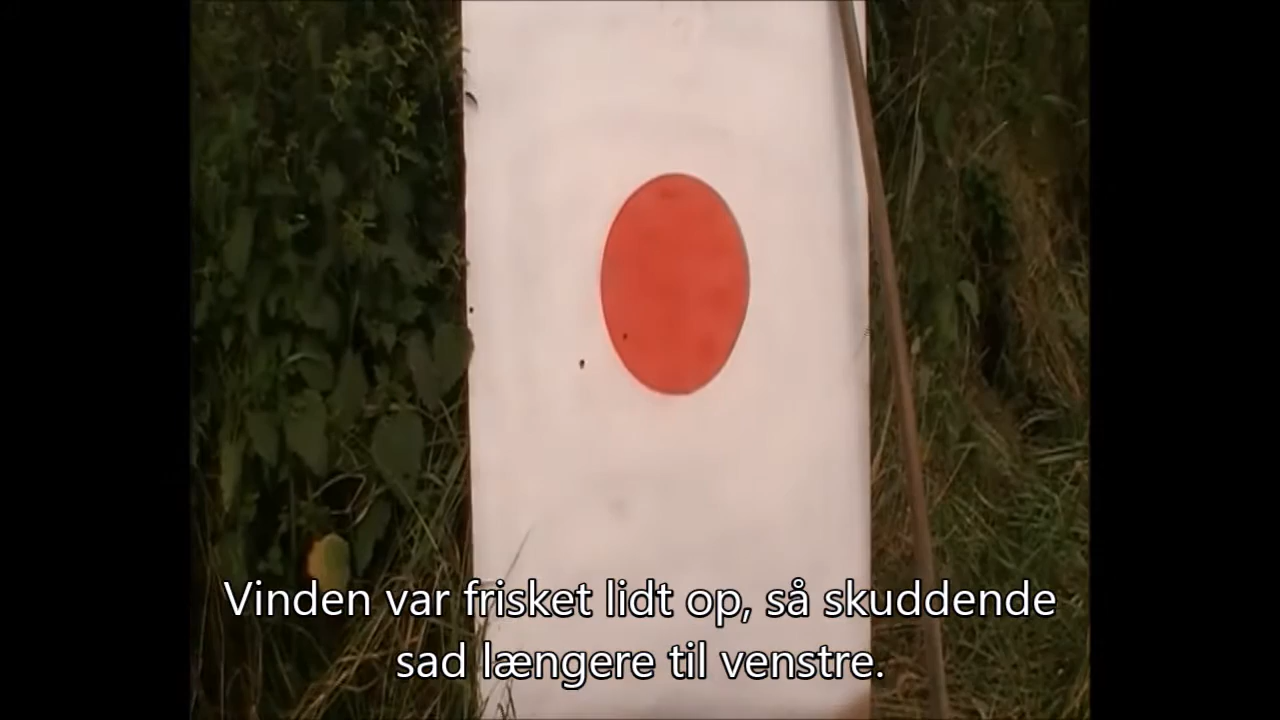 Vinden var frisket lidt op, så skuddende
sad længere til venstre.